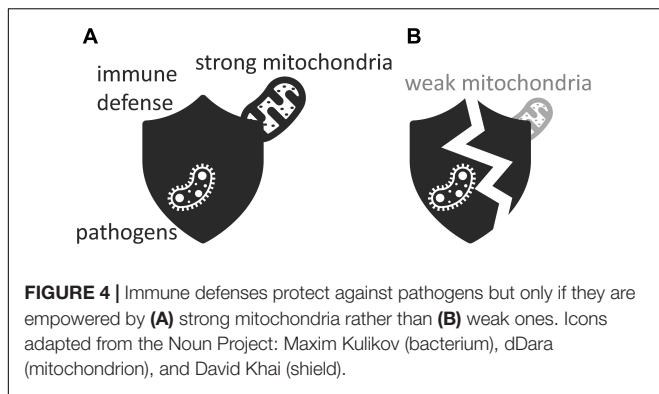 A
B
strong mitochondria
immune
defense
weak mitochondria
pathogens
FIGURE 4 | Immune defenses protect against pathogens but only if they are
empowered by (A) strong mitochondria rather than (B) weak ones. Icons
adapted from the Noun Project: Maxim Kulikov (bacterium), dDara
(mitochondrion), and David Khai (shield).